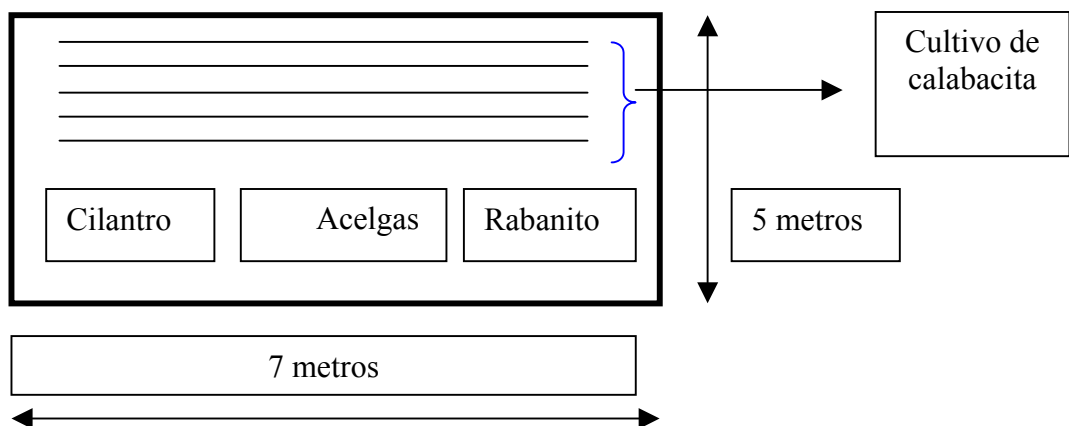 Cultivo de
calabacita
Cilantro
Acelgas
Rabanito
5 metros
7 metros